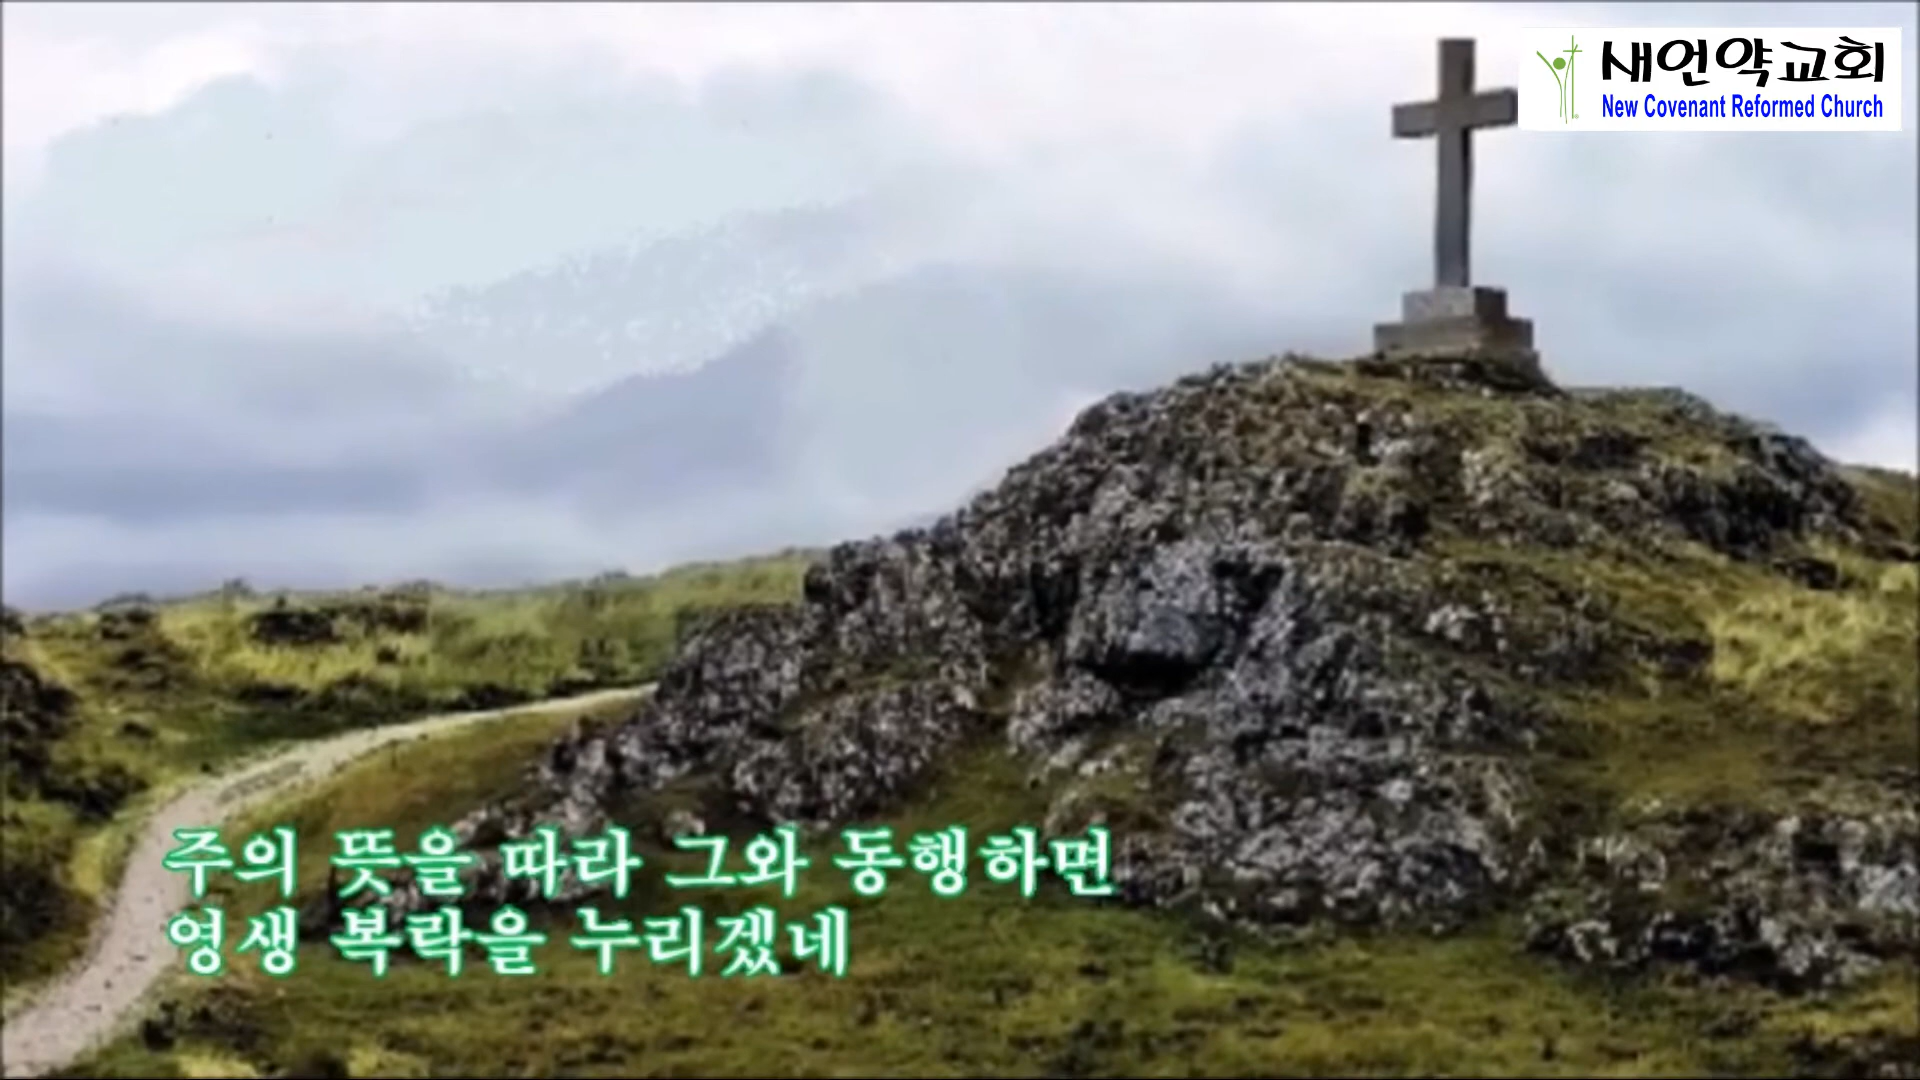 새언약교회
New Covenant Reformed Church
주의 뜻을 따라 그와 동행하면
영생 복락을 누리겠네